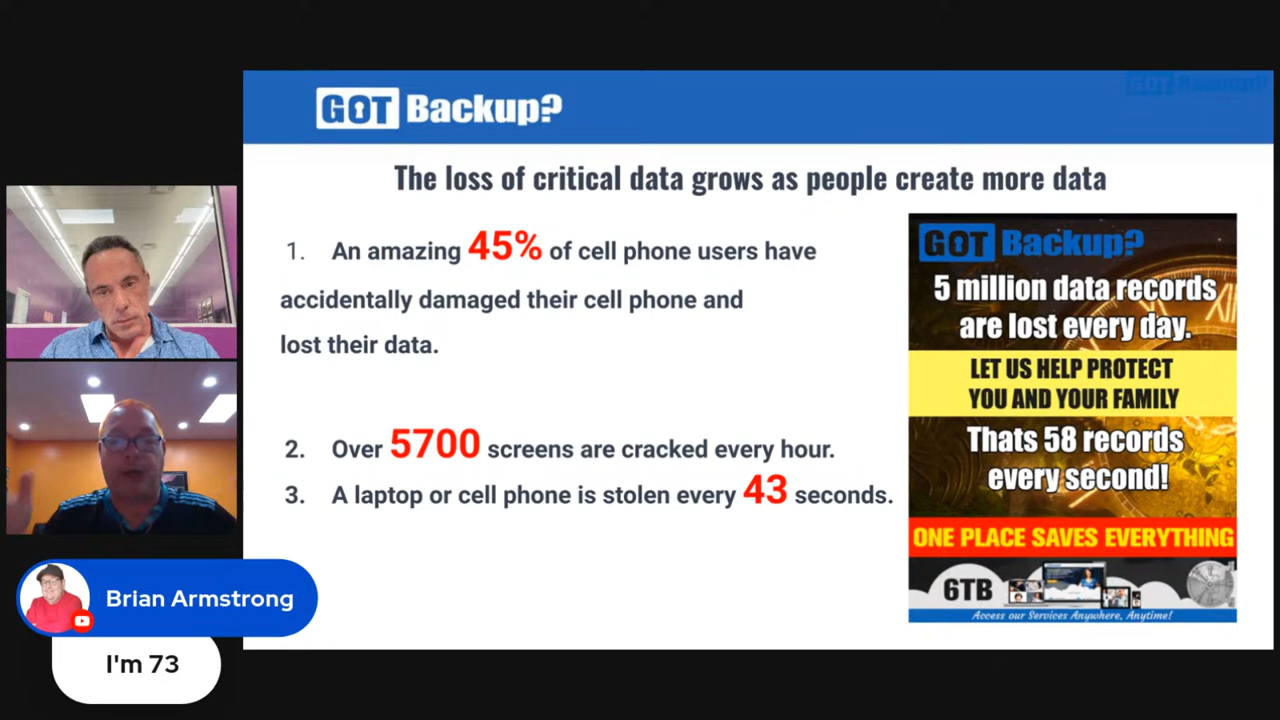 GOT Backup?
GOT Backup?
The loss of critical data grows as people create more data
1. An amazing 45% of cell phone users have
accidentally damaged their cell phone and
lost their data.
2. Over 5700 screens are cracked every hour.
3. A laptop or cell phone is stolen every 43 seconds.
GOT Backup?
5 million data records
are lost every day.
LET US HELP PROTECT
YOU AND YOUR FAMILY
Thats 58 records
every second!
ONE PLACE SAVES EVERYTHING
6TB
Access our Services Anywhere, Anytime!
Brian Armstrong
I'm 73